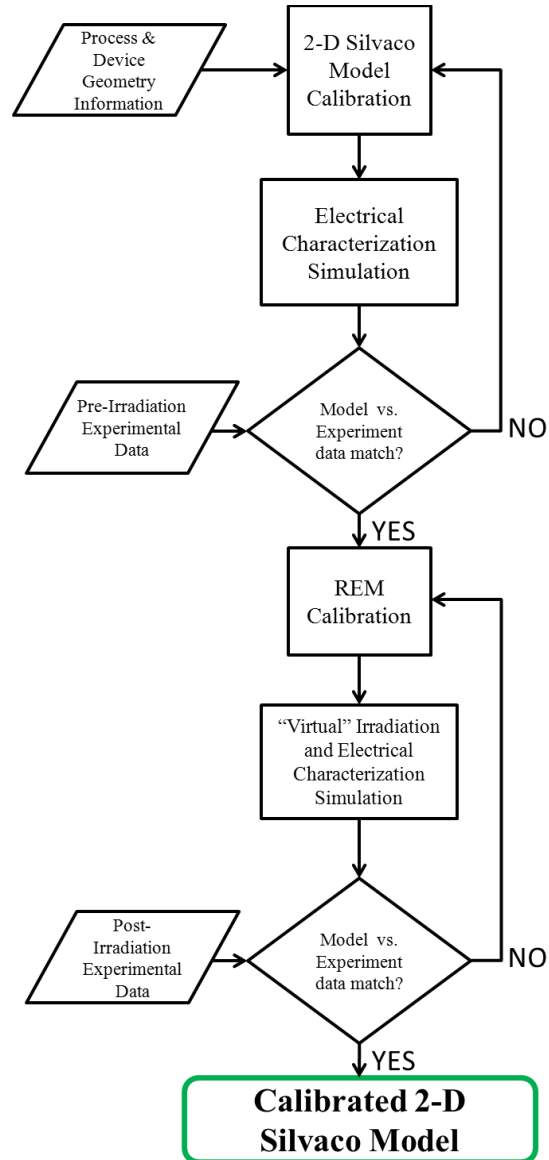 Process &
Device
Geometry
Information
2-D Silvaco
Model
Calibration
Electrical
Characterization
Simulation
Pre-Irradiation
Experimental
Data
Model vs.
Experiment
data match?
NO
YES
REM
Calibration
“Virtual” Irradiation
and Electrical
Characterization
Simulation
Post-
Irradiation
Experimental
Data
Model vs.
Experiment
data match?
NO
YES
Calibrated 2-D
Silvaco Model